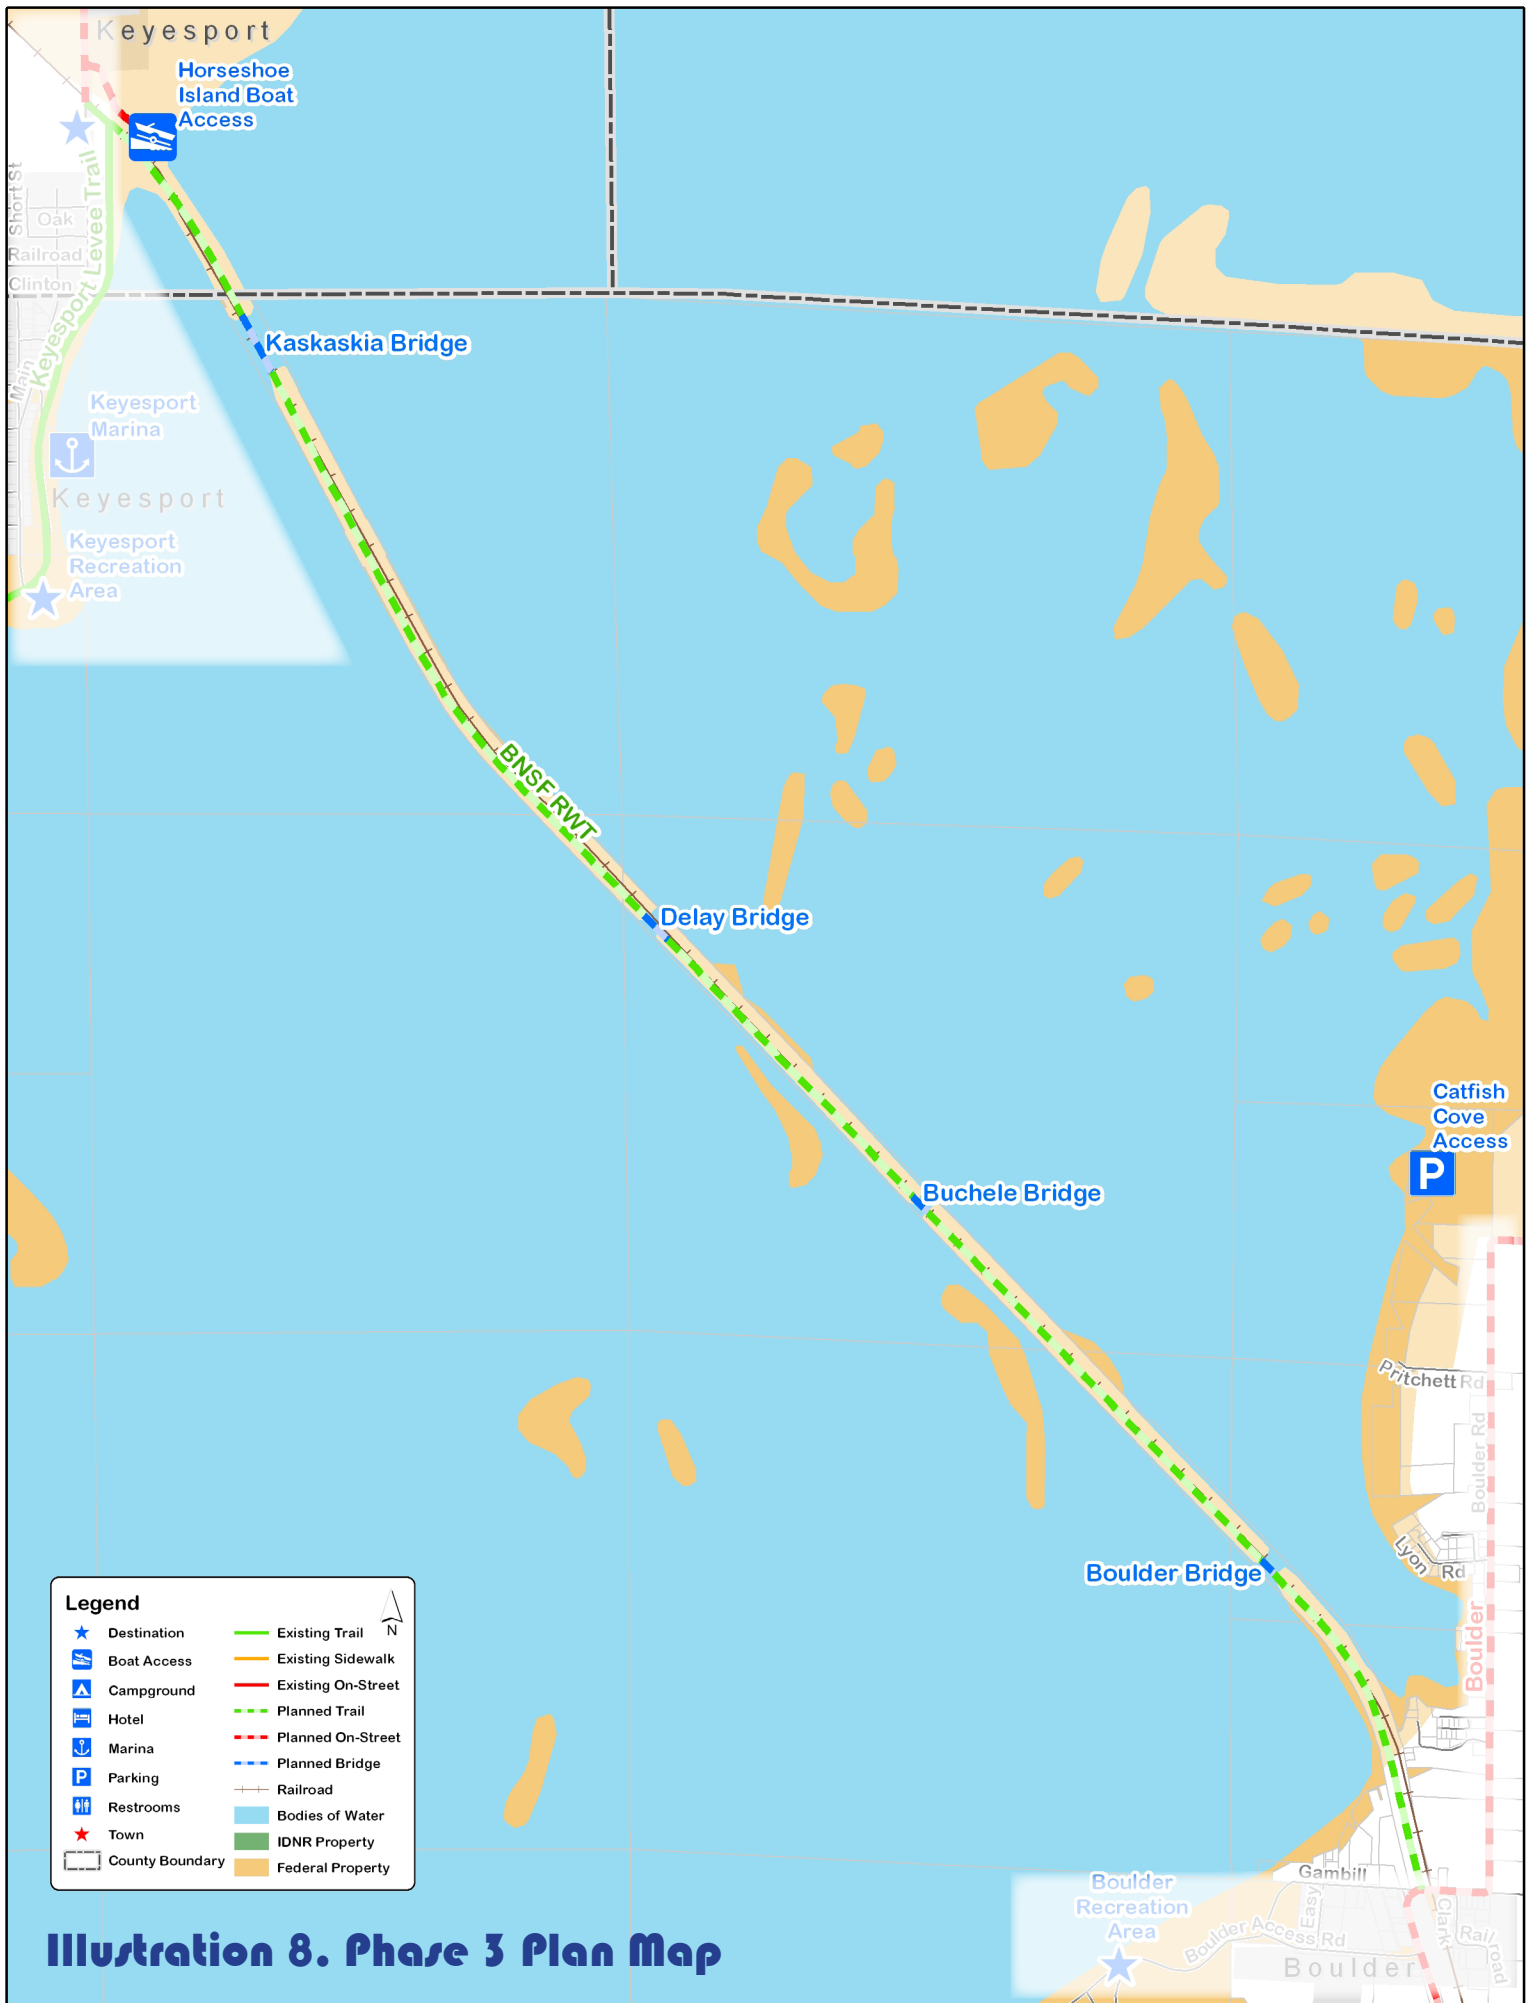 Keyesport
Horseshoe
Island Boat
Access
Short St
Oak
Railroad
Clinton
Main
Keyesport Levee Trail
Kaskaskia Bridge
Keyesport
Marina
Keyesport
Keyesport
Recreation
Area
BNSF RWT
Delay Bridge
Catfish
Cove
Access
P
Buchele Bridge
Pritchett Rd
Boulder Rd
Lyon Rd
Boulder Bridge
Boulder
Legend
N
Destination
Boat Access
Campground
Hotel
Marina
P Parking
Restrooms
Town
County Boundary
Existing Trail
Existing Sidewalk
Existing On-Street
Planned Trail
Planned On-Street
Planned Bridge
Railroad
Bodies of Water
IDNR Property
Federal Property
Gambill
Boulder
Recreation
Area
Easy
Boulder Access Rd
Clarkt
Railroad
Boulder
Illustration 8. Phase 3 Plan Map